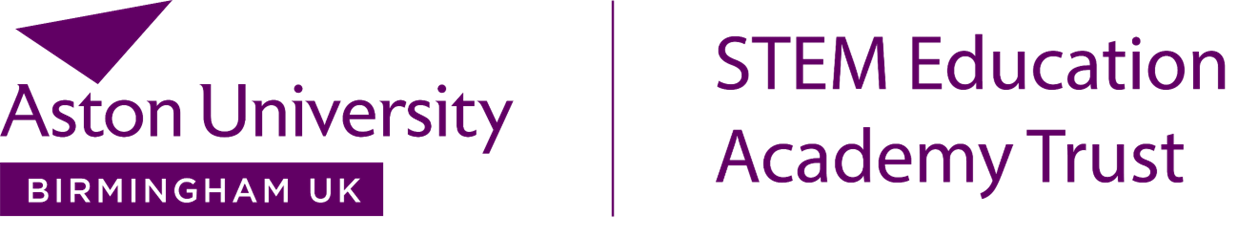 Aston University
BIRMINGHAM UK
STEM Education
Academy Trust